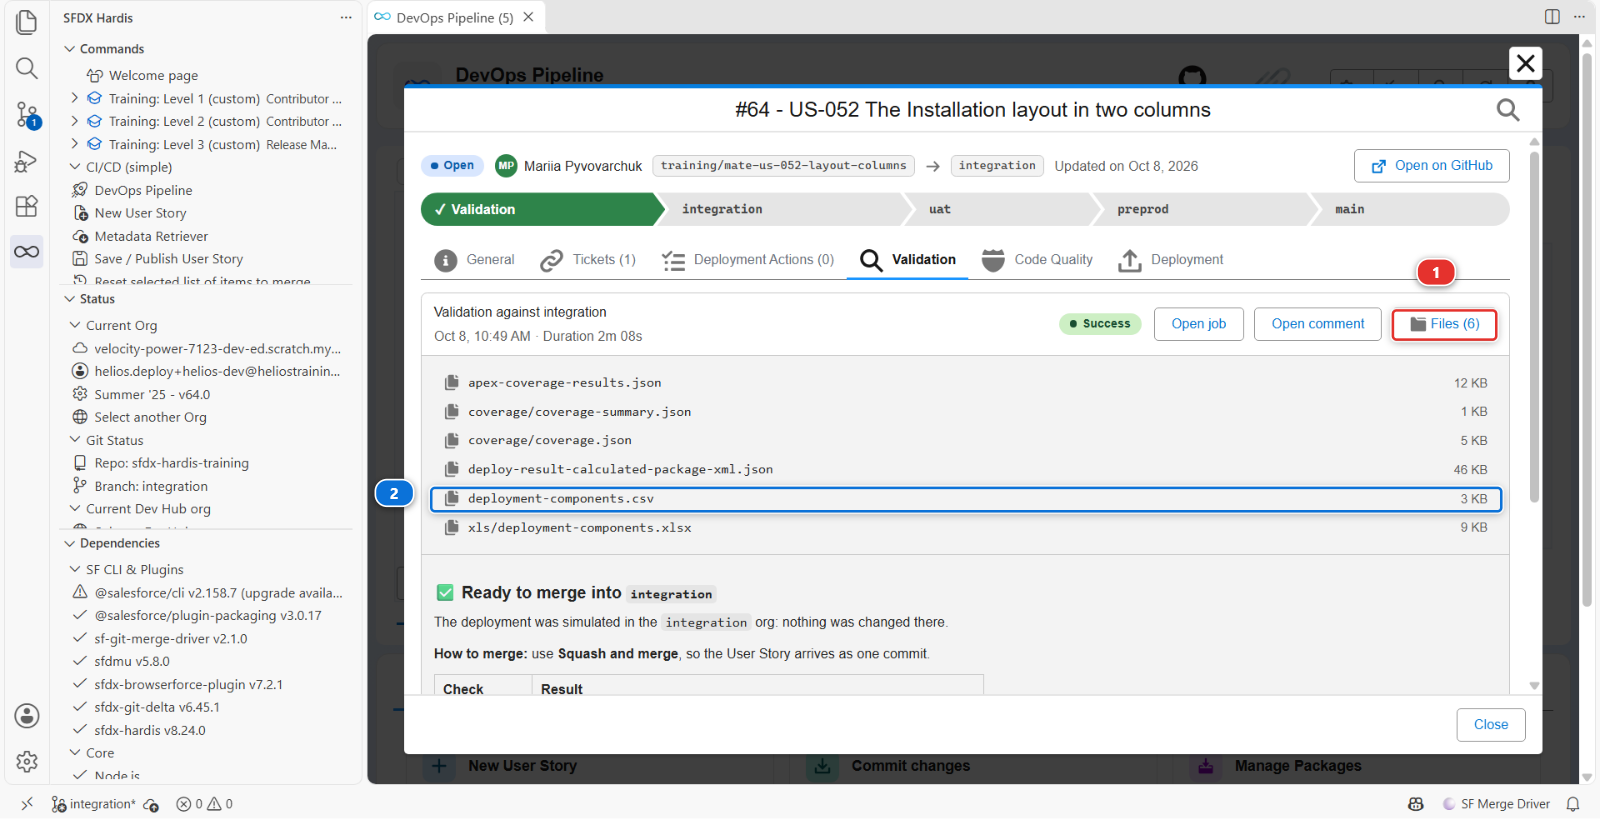 SFDX Hardis
DevOps Pipeline (5)
Commands
Welcome page
Training: Level 1 (custom) Contributor ...
Training: Level 2 (custom) Contributor ...
Training: Level 3 (custom) Release Ma...
CI/CD (simple)
DevOps Pipeline
New User Story
Metadata Retriever
Save / Publish User Story
Reset selected list of items to merge
Status
Current Org
velocity-power-7123-dev-ed.scratch.my...
helios.deploy+helios-dev@heliostrainin...
Summer '25 - v64.0
Select another Org
Git Status
Repo: sfdx-hardis-training
Branch: integration
Current Dev Hub org
Dependencies
SF CLI & Plugins
@salesforce/cli v2.158.7 (upgrade availa...
@salesforce/plugin-packaging v3.0.17
sf-git-merge-driver v2.1.0
sfdmu v5.8.0
sfdx-browserforce-plugin v7.2.1
sfdx-git-delta v6.45.1
sfdx-hardis v8.24.0
Core
Node.js
1
DevOps Pipeline
#64 - US-052 The Installation layout in two columns
Open MP Mariia Pyvovarchuk training/mate-us-052-layout-columns → integration Updated on Oct 8, 2026 Open on GitHub
✓ Validation integration uat preprod main
General Tickets (1) Deployment Actions (0) Validation Code Quality Deployment
1
Validation against integration
Oct 8, 10:49 AM · Duration 2m 08s
Success Open job Open comment Files (6)
apex-coverage-results.json 12 KB
coverage/coverage-summary.json 1 KB
coverage/coverage.json 5 KB
deploy-result-calculated-package-xml.json 46 KB
2
deployment-components.csv 3 KB
xls/deployment-components.xlsx 9 KB
Ready to merge into integration
The deployment was simulated in the integration org: nothing was changed there.
How to merge: use Squash and merge, so the User Story arrives as one commit.
Check Result
Close
New User Story Commit changes Manage Packages
integration* 0 0 SF Merge Driver